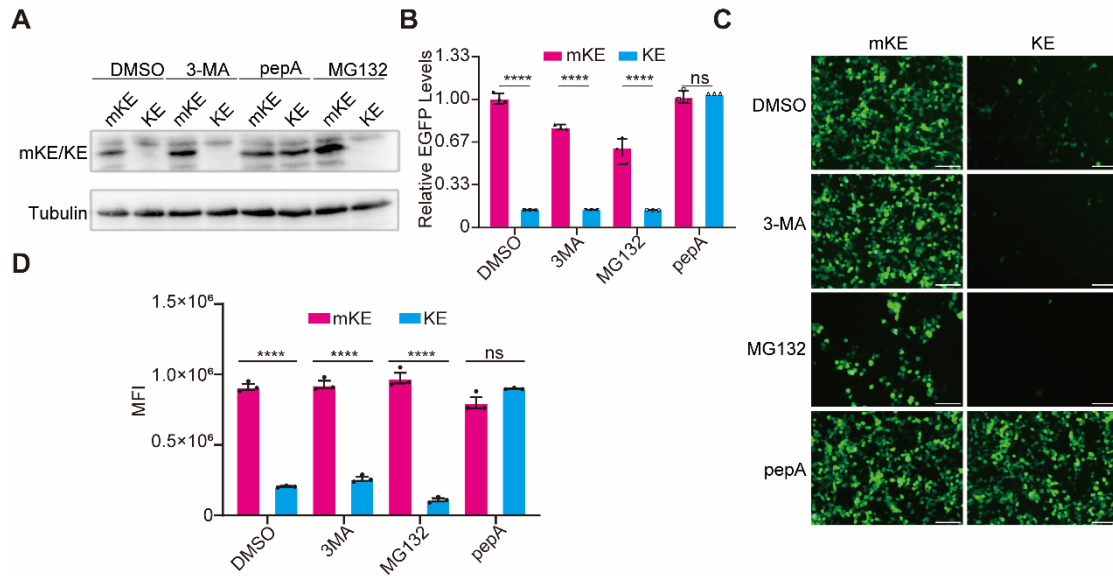 A
DMSO 3-MA pepA MG132
mKE KE mKE KE mKE KE mKE KE
mKE/KE
Tubulin
B
mKE KE
Relative EGFP Levels
1.33
1.00
0.67
0.33
0
**** **** **** ns
DMSO 3MA MG132 pepA
C
mKE KE
DMSO
3-MA
MG132
pepA
D
mKE KE
MFI
1.5×10⁶
1.0×10⁶
0.5×10⁶
0
**** **** **** ns
DMSO 3MA MG132 pepA